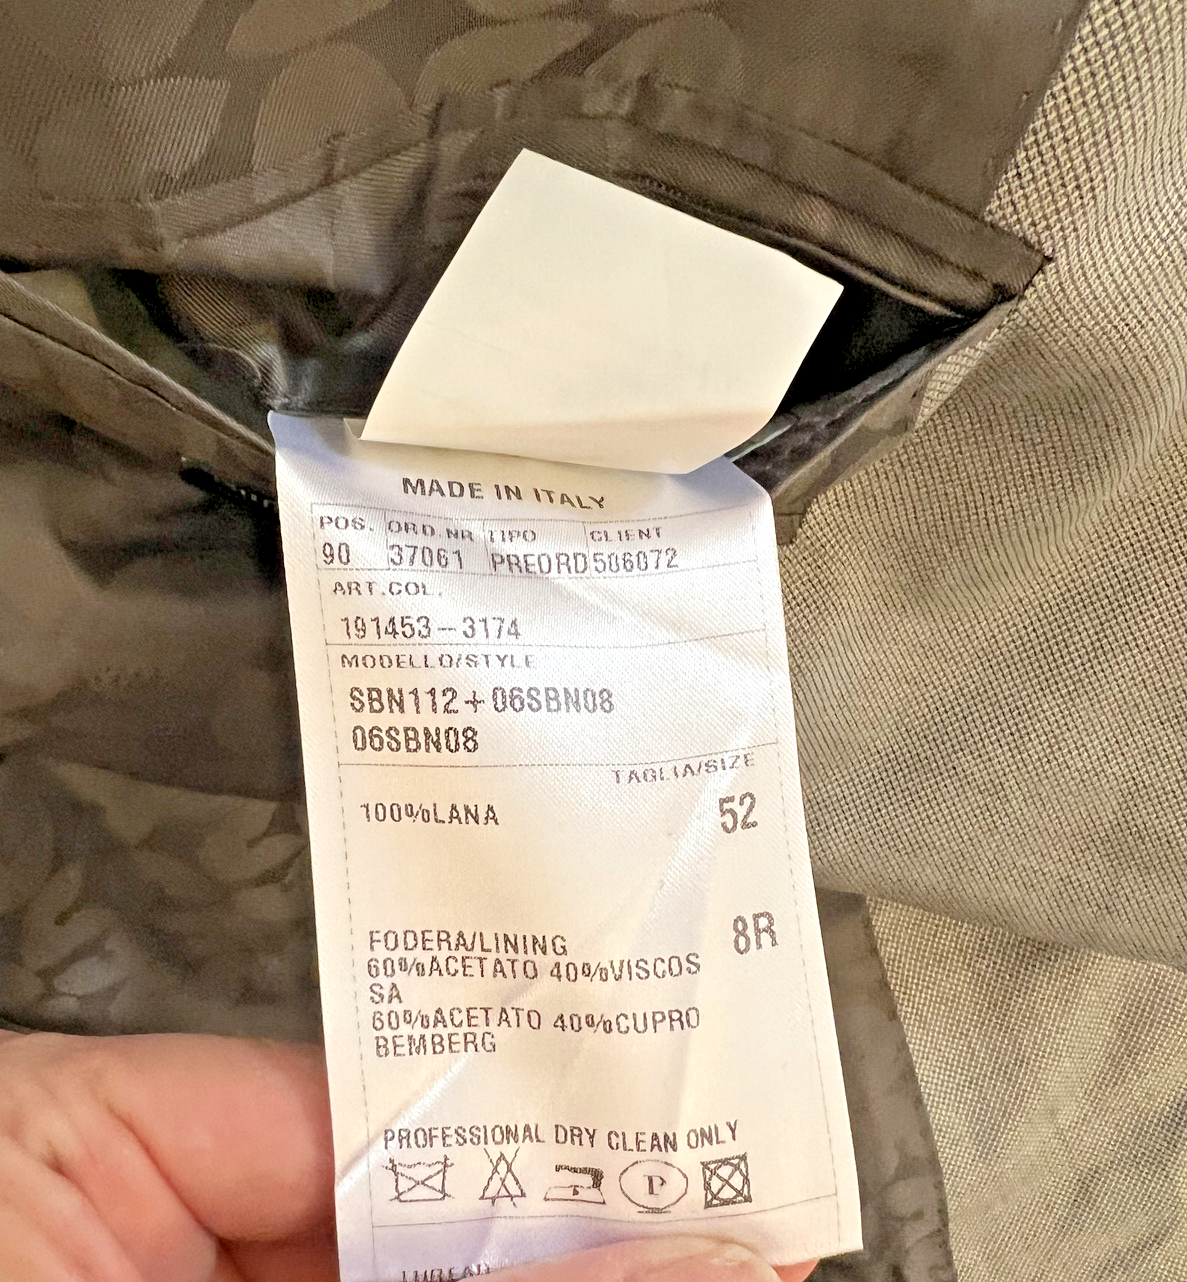 MADE IN ITALY
POS. ORD.NR TIPO CLIENT
90 37061 PREORD 506072
ART.COL.
191453-3174
MODELLO/STYLE
SBN112+06SBN08
06SBN08
TAGLIA/SIZE
100%LANA 52
8R
FODERA/LINING
60%ACETATO 40%VISCOS
SA
60%ACETATO 40%CUPRO
BEMBERG
PROFESSIONAL DRY CLEAN ONLY
P